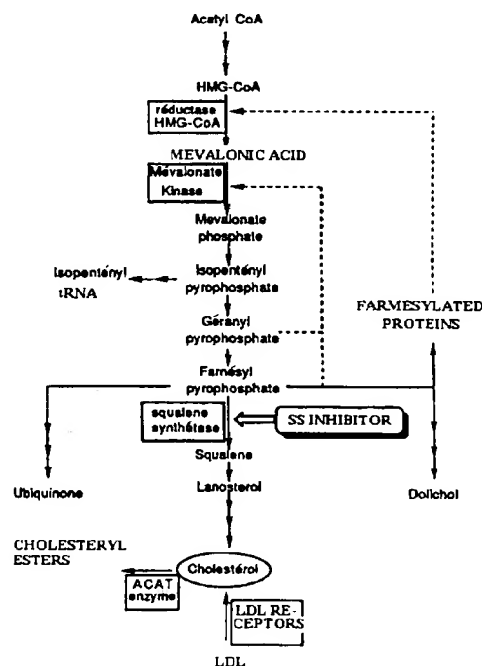 Acetyl CoA
HMG-CoA
réductase
HMG-CoA
MEVALONIC ACID
Mévalonate
Kinase
Mevalonate
phosphate
Isopentényl
tRNA
Isopentényl
pyrophosphate
Géranyl
pyrophosphate
FARMESYLATED
PROTEINS
Farnésyl
pyrophosphate
squalene
synthétase
SS INHIBITOR
Squalene
Ubiquinone
Lanosterol
Dolichol
CHOLESTERYL
ESTERS
Cholestérol
ACAT
enzyme
LDL RE-
CEPTORS
LDL